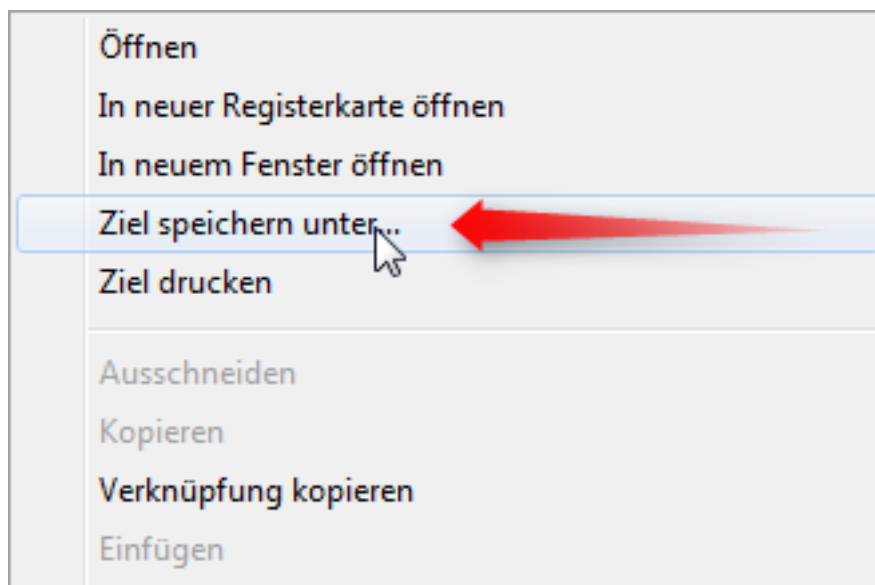 Öffnen
In neuer Registerkarte öffnen
In neuem Fenster öffnen
Ziel speichern unter...
Ziel drucken
Ausschneiden
Kopieren
Verknüpfung kopieren
Einfügen